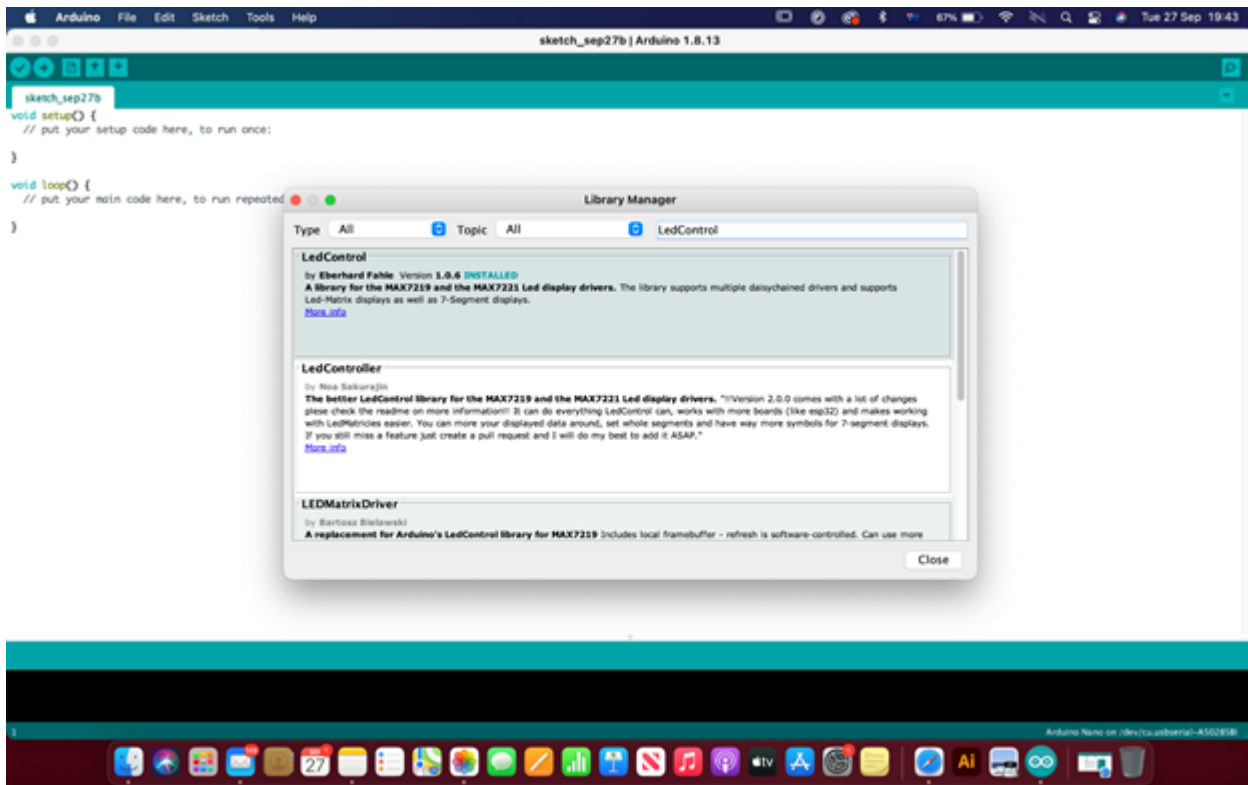 Arduino File Edit Sketch Tools Help 67% Tue 27 Sep 19:43
sketch_sep27b | Arduino 1.8.13
sketch_sep27b
void setup() {
// put your setup code here, to run once:
}
void loop() {
// put your main code here, to run repeated
}
Library Manager
Type All Topic All LedControl
LedControl
by Eberhard Fahle Version 1.0.6 INSTALLED
A library for the MAX7219 and the MAX7221 Led display drivers. The library supports multiple daisychained drivers and supports
Led-Matrix displays as well as 7-Segment displays.
More info
LedController
by Noa Sakurajin
The better LedControl library for the MAX7219 and the MAX7221 Led display drivers. "!!Version 2.0.0 comes with a lot of changes
plese check the readme on more information!! It can do everything LedControl can, works with more boards (like esp32) and makes working
with LedMatricies easier. You can more your displayed data around, set whole segments and have way more symbols for 7-segment displays.
If you still miss a feature just create a pull request and I will do my best to add it ASAP."
More info
LEDMatrixDriver
by Bartosz Bielawski
A replacement for Arduino's LedControl library for MAX7219 Includes local framebuffer - refresh is software-controlled. Can use more
Close
1
Arduino Nano on /dev/cu.usbserial-A5028SBI
27
tv
Ai